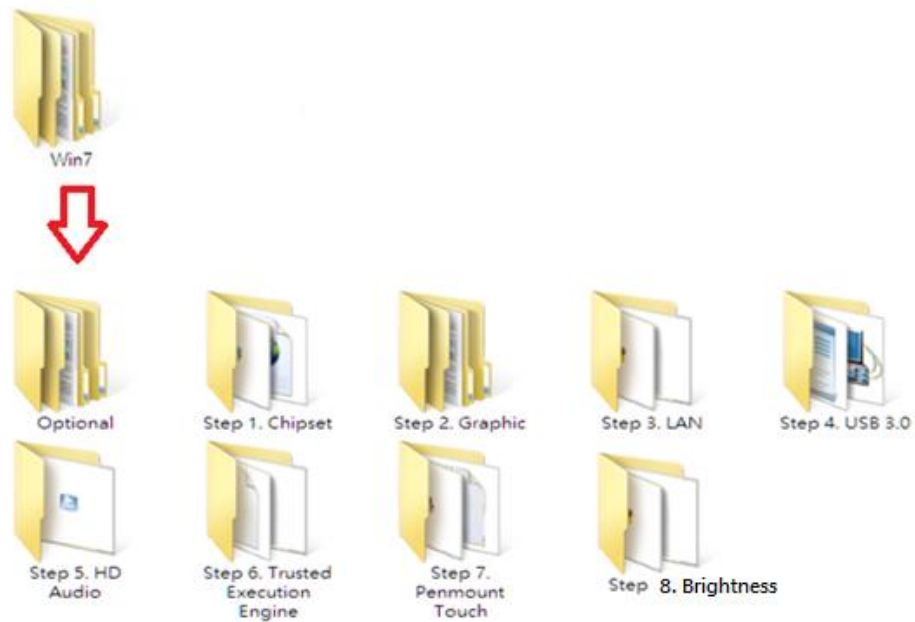 Win7
Optional
Step 1. Chipset
Step 2. Graphic
Step 3. LAN
Step 4. USB 3.0
Step 5. HD
Audio
Step 6. Trusted
Execution
Engine
Step 7.
Penmount
Touch
Step 8. Brightness